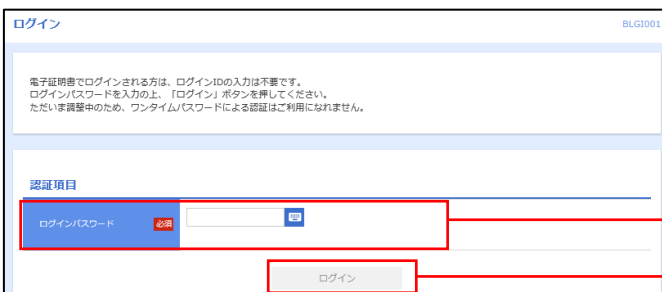 ログイン
BLGI001
電子証明書でログインされる方は、ログインIDの入力は不要です。
ログインパスワードを入力の上、「ログイン」ボタンを押してください。
ただいま調整中のため、ワンタイムパスワードによる認証はご利用になれません。
認証項目
ログインパスワード 必須
ログイン